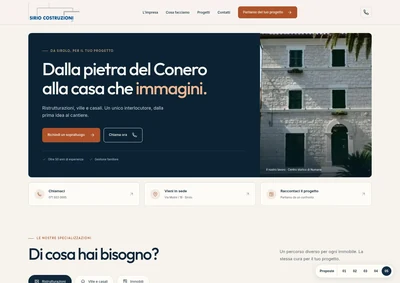 SIRIO COSTRUZIONI
L'impresa
Cosa facciamo
Progetti
Contatti
Parliamo del tuo progetto
DA SIROLO, PER IL TUO PROGETTO
Dalla pietra del Conero
alla casa che immagini.
Ristrutturazioni, ville e casali. Un unico interlocutore, dalla
prima idea al cantiere.
Richiedi un sopralluogo
Chiama ora
Chiamaci
Vieni in sede
Raccontaci il progetto
LE NOSTRE SPECIALIZZAZIONI
Di cosa hai bisogno?
Un percorso diverso per ogni immobile. La
stessa cura per il tuo progetto.
Ristrutturazioni
Ville e casali
Immobili
Proposte
01
02
03
04
05